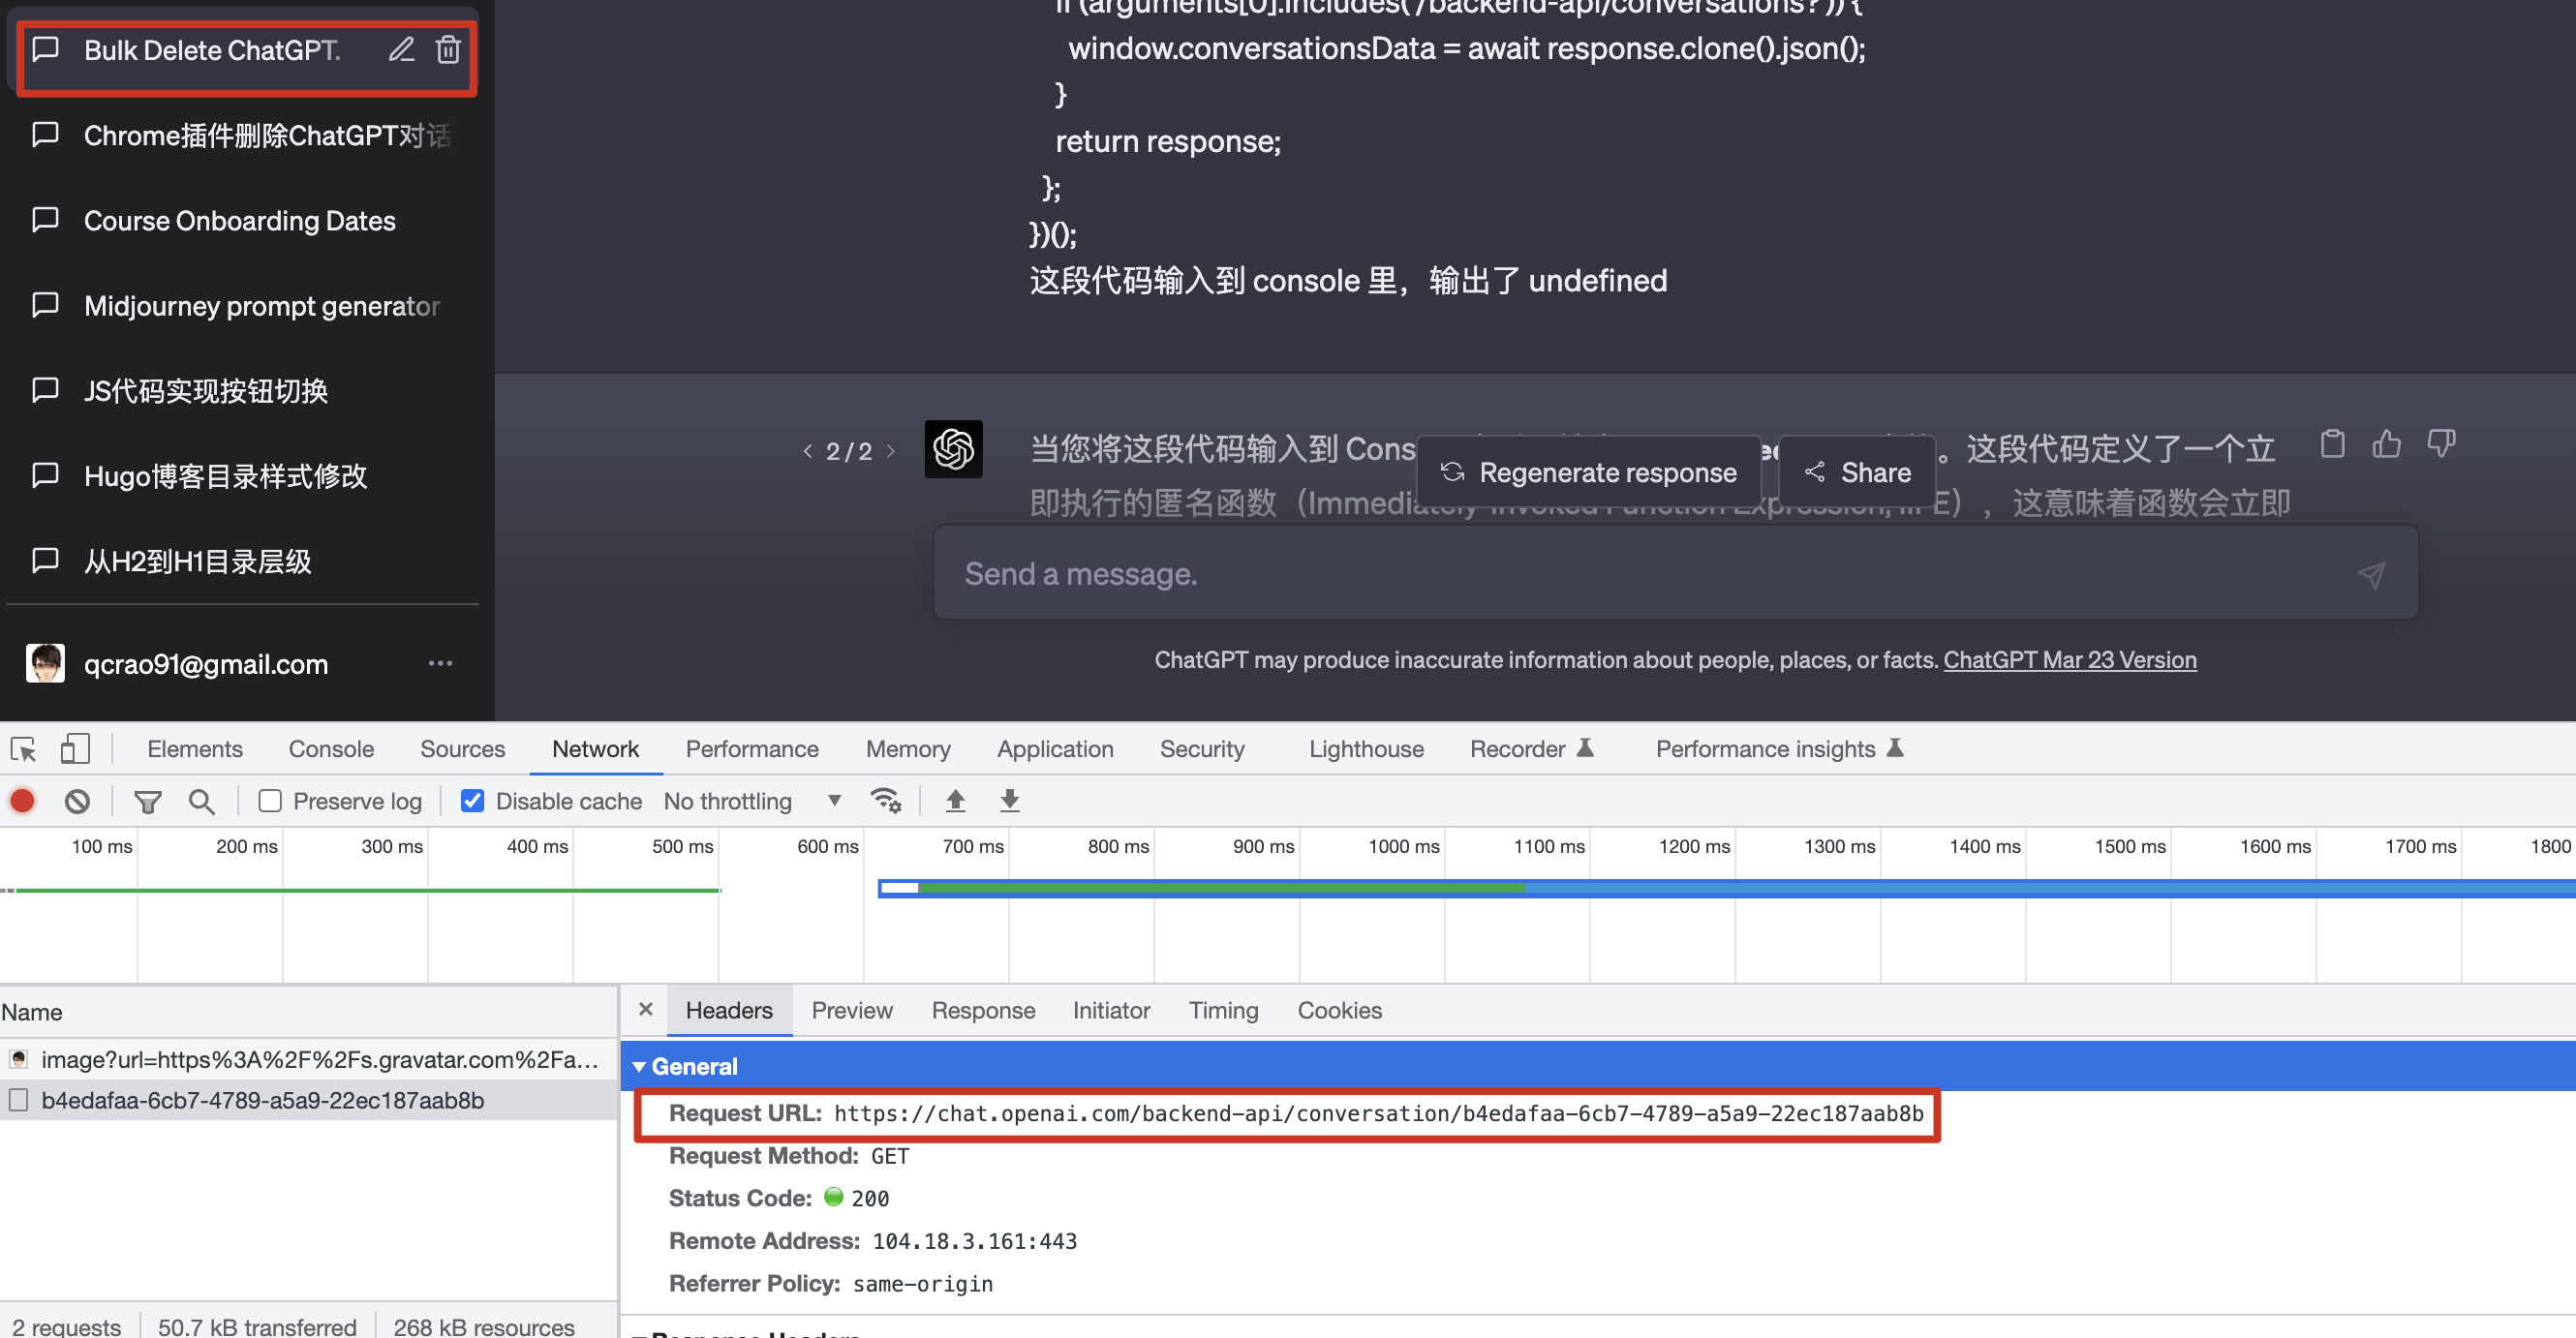 Bulk Delete ChatGPT.
Chrome插件删除ChatGPT对话
Course Onboarding Dates
Midjourney prompt generator
JS代码实现按钮切换
Hugo博客目录样式修改
从H2到H1目录层级
qcrao91@gmail.com
if (arguments[0].includes('/backend-api/conversations?')) {
window.conversationsData = await response.clone().json();
}
return response;
};
})();
这段代码输入到 console 里，输出了 undefined
2 / 2
当您将这段代码输入到 Cons
。这段代码定义了一个立
即执行的匿名函数（Immediately Invoked Function Expression, IIFE），这意味着函数会立即
Regenerate response
Share
Send a message.
ChatGPT may produce inaccurate information about people, places, or facts. ChatGPT Mar 23 Version
Elements Console Sources Network Performance Memory Application Security Lighthouse Recorder Performance insights
Preserve log Disable cache No throttling
100 ms 200 ms 300 ms 400 ms 500 ms 600 ms 700 ms 800 ms 900 ms 1000 ms 1100 ms 1200 ms 1300 ms 1400 ms 1500 ms 1600 ms 1700 ms 1800
Name
image?url=https%3A%2F%2Fs.gravatar.com%2Fa...
b4edafaa-6cb7-4789-a5a9-22ec187aab8b
2 requests 50.7 kB transferred 268 kB resources
Headers Preview Response Initiator Timing Cookies
General
Request URL: https://chat.openai.com/backend-api/conversation/b4edafaa-6cb7-4789-a5a9-22ec187aab8b
Request Method: GET
Status Code: 200
Remote Address: 104.18.3.161:443
Referrer Policy: same-origin
Response Headers